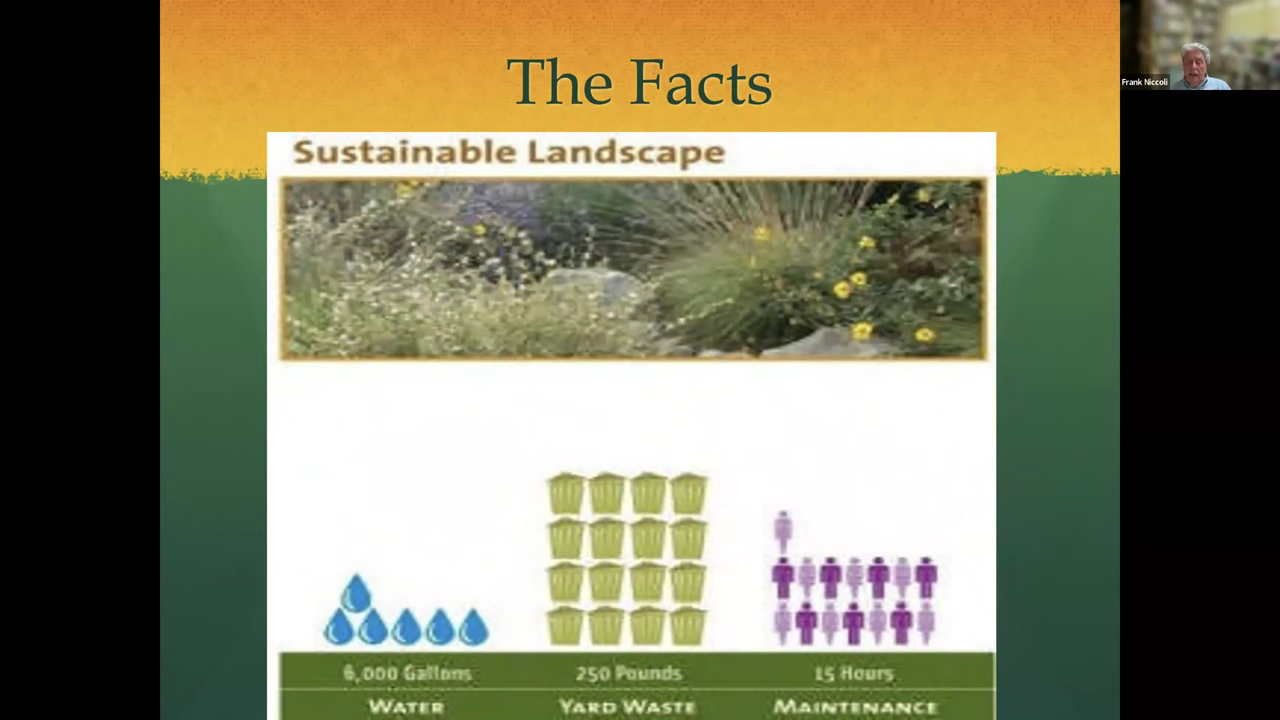 The Facts
Frank Niccoli
Sustainable Landscape
6,000 Gallons 250 Pounds 15 Hours
WATER YARD WASTE MAINTENANCE